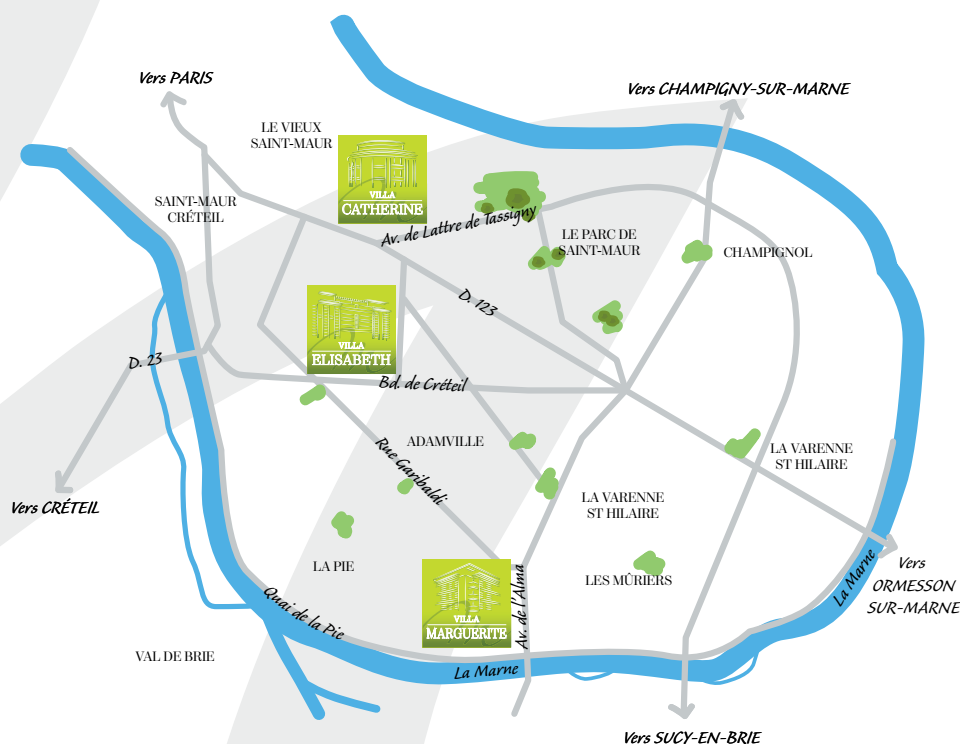 Vers PARIS
Vers CHAMPIGNY-SUR-MARNE
LE VIEUX
SAINT-MAUR
VILLA
CATHERINE
SAINT-MAUR
CRÉTEIL
Av. de Lattre de Tassigny
LE PARC DE
SAINT-MAUR
CHAMPIGNOL
D. 123
VILLA
ELISABETH
D. 23
Bd. de Créteil
ADAMVILLE
Rue Garibaldi
LA VARENNE
ST HILAIRE
Vers CRÉTEIL
LA VARENNE
ST HILAIRE
LA PIE
LES MÛRIERS
La Marne
Vers
ORMESSON
SUR-MARNE
VILLA
MARGUERITE
Av. de l'Alma
Quai de la Pie
VAL DE BRIE
La Marne
Vers SUCY-EN-BRIE